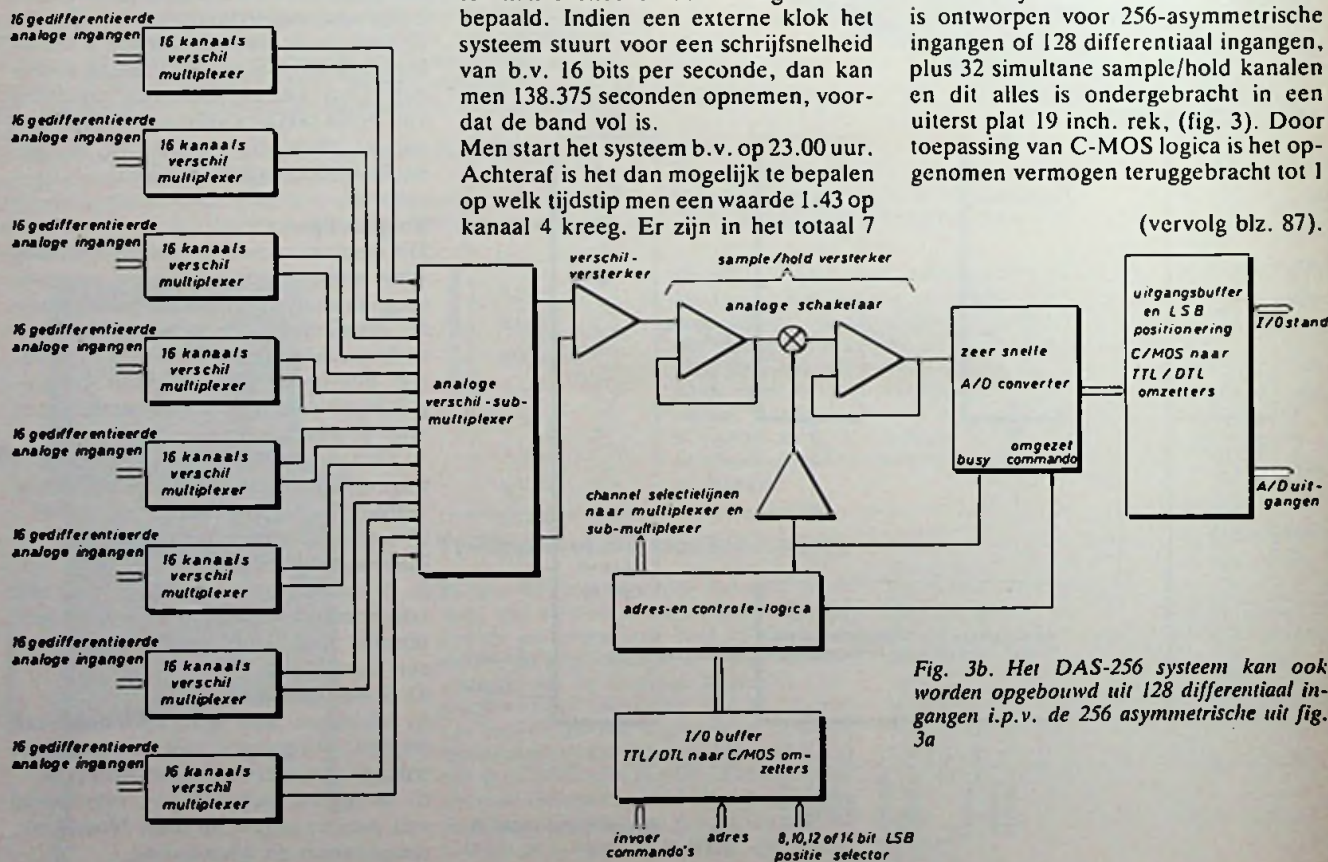 bepaald. Indien een externe klok het
systeem stuurt voor een schrijfsnelheid
van b.v. 16 bits per seconde, dan kan
men 138.375 seconden opnemen, voor-
dat de band vol is.
Men start het systeem b.v. op 23.00 uur.
Achteraf is het dan mogelijk te bepalen
op welk tijdstip men een waarde 1.43 op
kanaal 4 kreeg. Er zijn in het totaal 7
is ontworpen voor 256-asymmetrische
ingangen of 128 differentiaal ingangen,
plus 32 simultane sample/hold kanalen
en dit alles is ondergebracht in een
uiterst plat 19 inch. rek, (fig. 3). Door
toepassing van C-MOS logica is het op-
genomen vermogen teruggebracht tot 1
(vervolg blz. 87).
16 gedifferentieerde
analoge ingangen
16 kanaals
verschil
multiplexer
16 gedifferentieerde
analoge ingangen
16 kanaals
verschil
multiplexer
16 gedifferentieerde
analoge ingangen
16 kanaals
verschil
multiplexer
16 gedifferentieerde
analoge ingangen
16 kanaals
verschil
multiplexer
16 gedifferentieerde
analoge ingangen
16 kanaals
verschil
multiplexer
16 gedifferentieerde
analoge ingangen
16 kanaals
verschil
multiplexer
16 gedifferentieerde
analoge ingangen
16 kanaals
verschil
multiplexer
16 gedifferentieerde
analoge ingangen
16 kanaals
verschil
multiplexer
analoge
verschil-sub-
multiplexer
verschil-
versterker
sample/hold versterker
analoge schakelaar
zeer snelle
A/D converter
omgezet
busy commando
uitgangsbuffer
en LSB
positionering
C/MOS naar
TTL/DTL
omzetters
I/O stand
A/D uit-
gangen
channel selectielijnen
naar multiplexer en
sub-multiplexer
adres-en controle-logica
I/O buffer
TTL/DTL naar C/MOS om-
zetters
invoer
commando's
adres
8,10,12 of 14 bit LSB
positie selector
Fig. 3b. Het DAS-256 systeem kan ook
worden opgebouwd uit 128 differentiaal in-
gangen i.p.v. de 256 asymmetrische uit fig.
3a